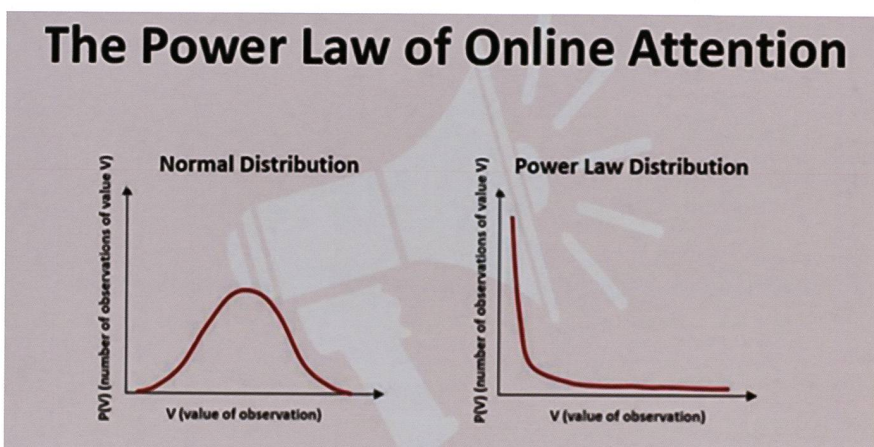 The Power Law of Online Attention
Normal Distribution
P(V) (number of observations of value V)
V (value of observation)
Power Law Distribution
P(V) (number of observations of value V)
V (value of observation)